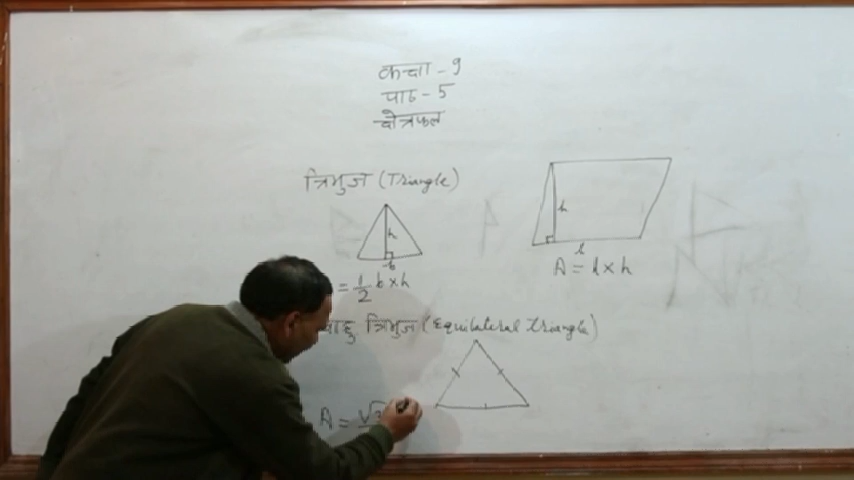 कक्षा - 9
पाठ - 5
क्षेत्रफल
त्रिभुज (Triangle)
h
b
= 1/2 b × h
h
l
A = l × h
बाहु त्रिभुज (Equilateral Triangle)
A = √3